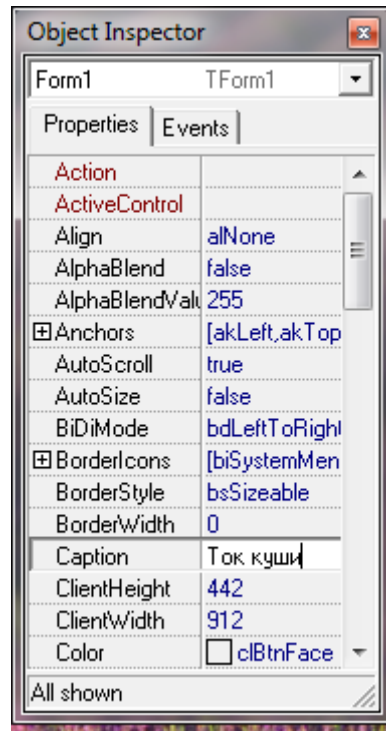 Object Inspector
Form1 TForm1
Properties Events
Action
ActiveControl
Align alNone
AlphaBlend false
AlphaBlendValu 255
Anchors [akLeft,akTop
AutoScroll true
AutoSize false
BiDiMode bdLeftToRight
BorderIcons [biSystemMen
BorderStyle bsSizeable
BorderWidth 0
Caption Ток куши
ClientHeight 442
ClientWidth 912
Color clBtnFace
All shown